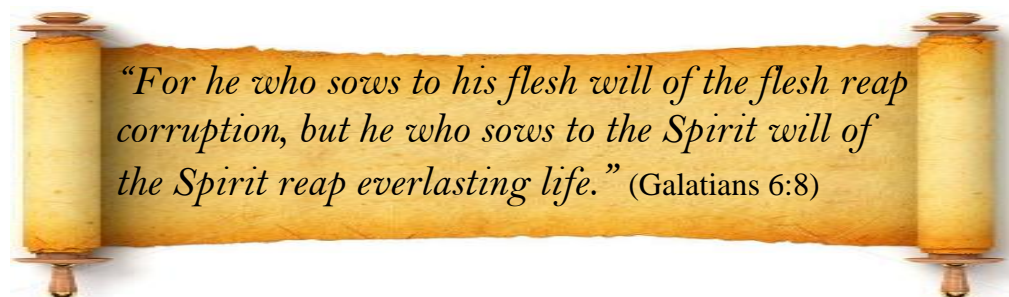 “For he who sows to his flesh will of the flesh reap
corruption, but he who sows to the Spirit will of
the Spirit reap everlasting life.” (Galatians 6:8)